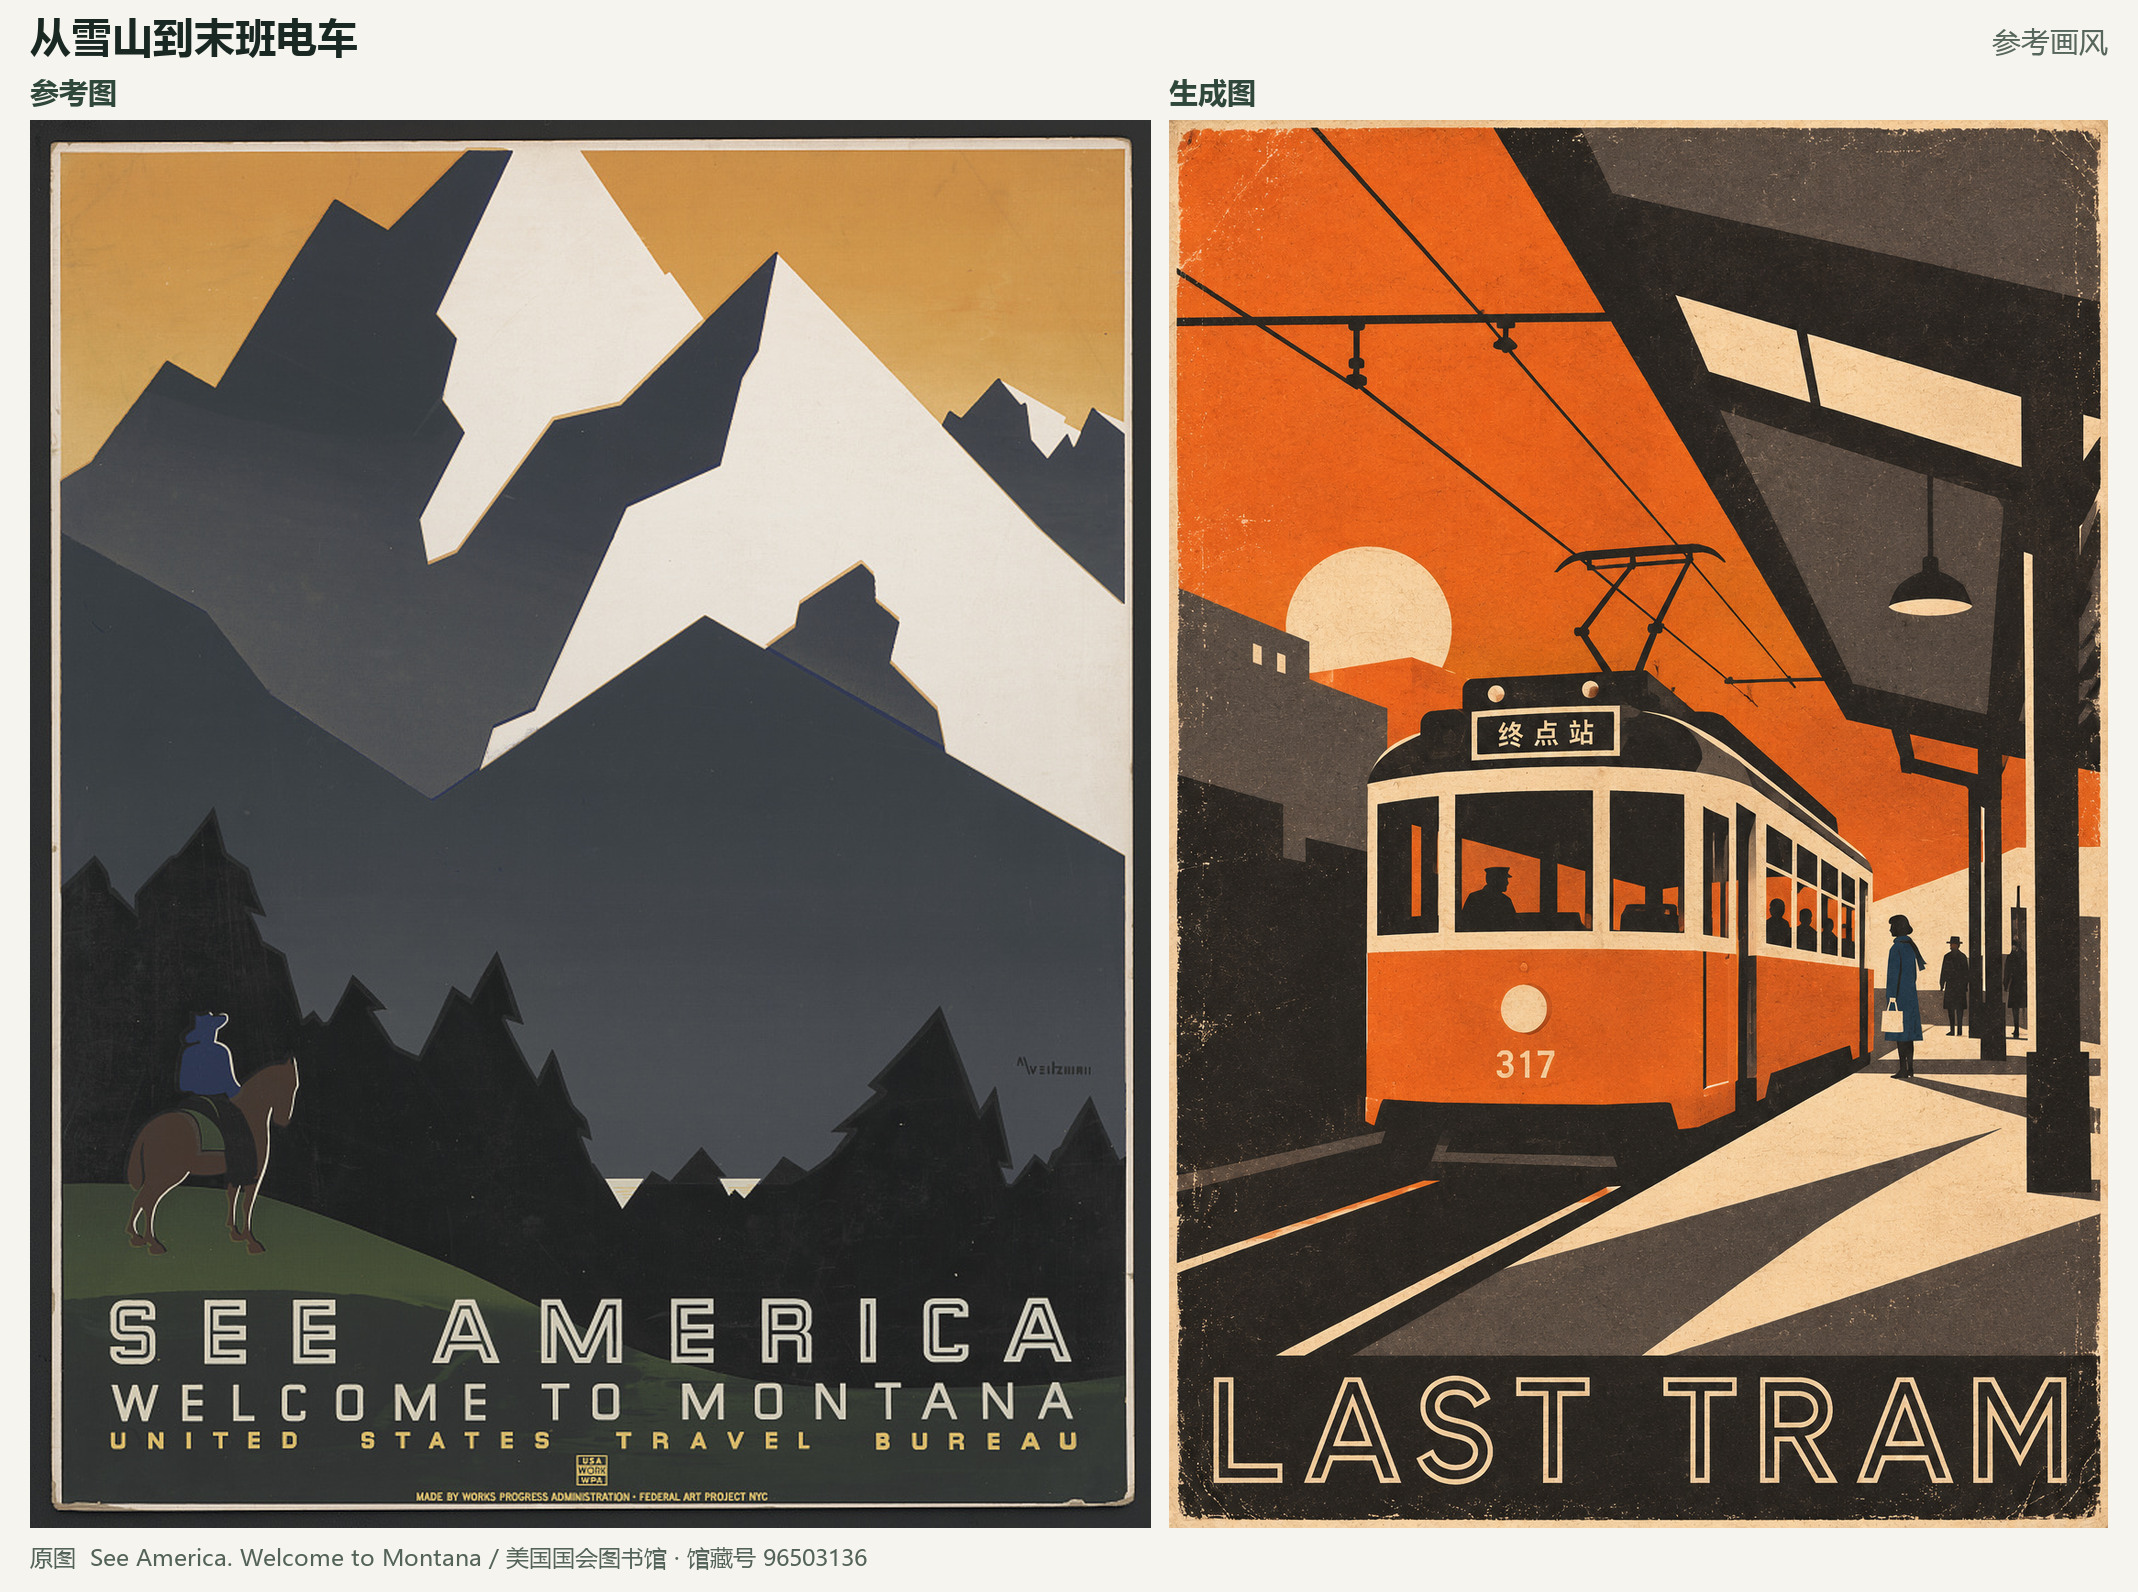 从雪山到末班电车
参考画风
参考图
生成图
M Weitzman
SEE AMERICA
WELCOME TO MONTANA
UNITED STATES TRAVEL BUREAU
USA
WORK
WPA
MADE BY WORKS PROGRESS ADMINISTRATION • FEDERAL ART PROJECT NYC
终点站
317
LAST TRAM
原图 See America. Welcome to Montana / 美国国会图书馆 · 馆藏号 96503136